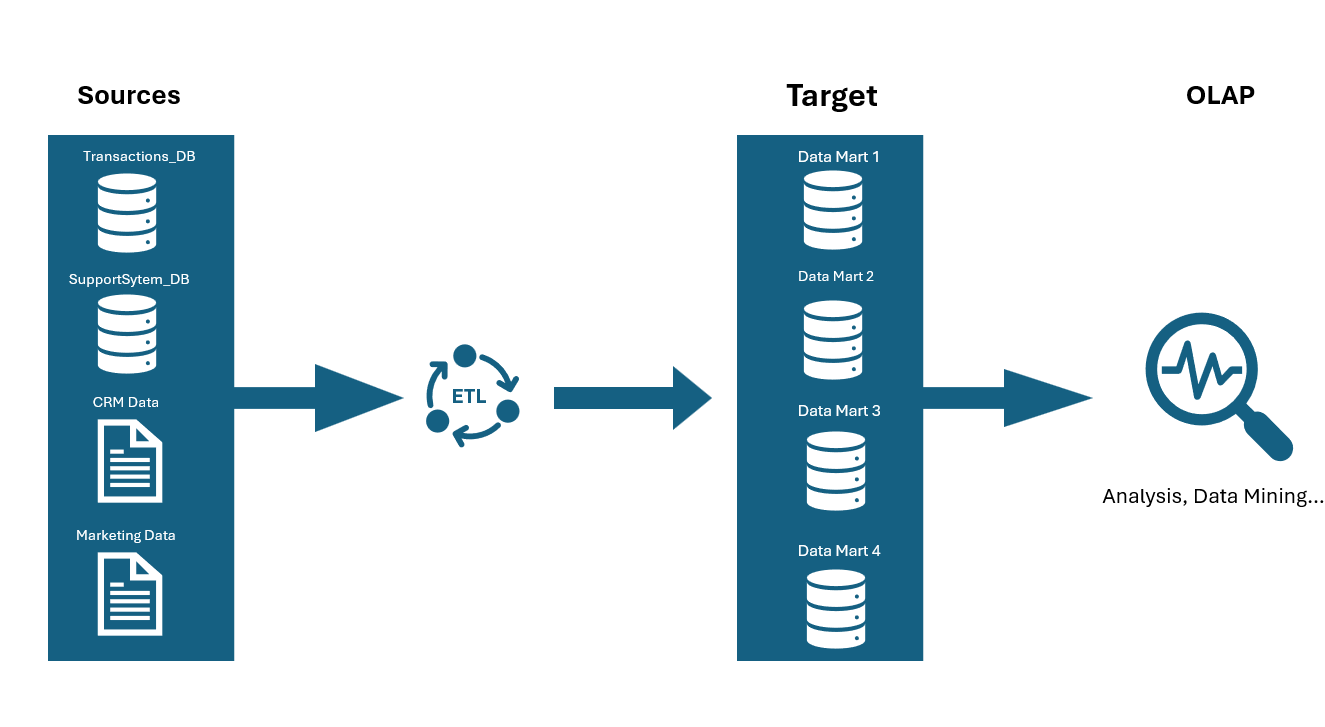 Sources
Transactions_DB
SupportSytem_DB
CRM Data
Marketing Data
ETL
Target
Data Mart 1
Data Mart 2
Data Mart 3
Data Mart 4
OLAP
Analysis, Data Mining...